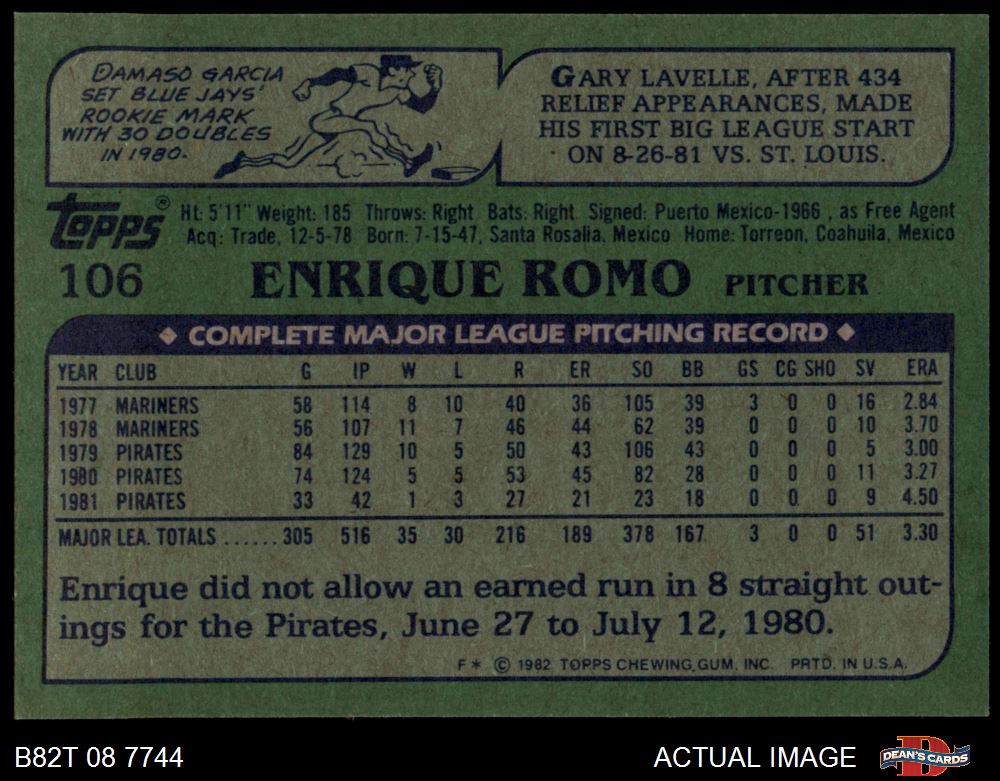 DAMASO GARCIA
SET BLUE JAYS'
ROOKIE MARK
WITH 30 DOUBLES
IN 1980.
GARY LAVELLE, AFTER 434
RELIEF APPEARANCES, MADE
HIS FIRST BIG LEAGUE START
ON 8-26-81 VS. ST. LOUIS.
TOPPS®
Ht: 5'11" Weight: 185 Throws: Right Bats: Right Signed: Puerto Mexico-1966 , as Free Agent
Acq: Trade, 12-5-78 Born: 7-15-47, Santa Rosalia, Mexico Home: Torreon, Coahuila, Mexico
106 ENRIQUE ROMO PITCHER
◆ COMPLETE MAJOR LEAGUE PITCHING RECORD ◆
YEAR CLUB G IP W L R ER SO BB GS CG SHO SV ERA
1977 MARINERS 58 114 8 10 40 36 105 39 3 0 0 16 2.84
1978 MARINERS 56 107 11 7 46 44 62 39 0 0 0 10 3.70
1979 PIRATES 84 129 10 5 50 43 106 43 0 0 0 5 3.00
1980 PIRATES 74 124 5 5 53 45 82 28 0 0 0 11 3.27
1981 PIRATES 33 42 1 3 27 21 23 18 0 0 0 9 4.50
MAJOR LEA. TOTALS ...... 305 516 35 30 216 189 378 167 3 0 0 51 3.30
Enrique did not allow an earned run in 8 straight out-
ings for the Pirates, June 27 to July 12, 1980.
F* © 1982 TOPPS CHEWING GUM, INC. PRTD. IN U.S.A.
B82T 08 7744
ACTUAL IMAGE
DEAN'S CARDS